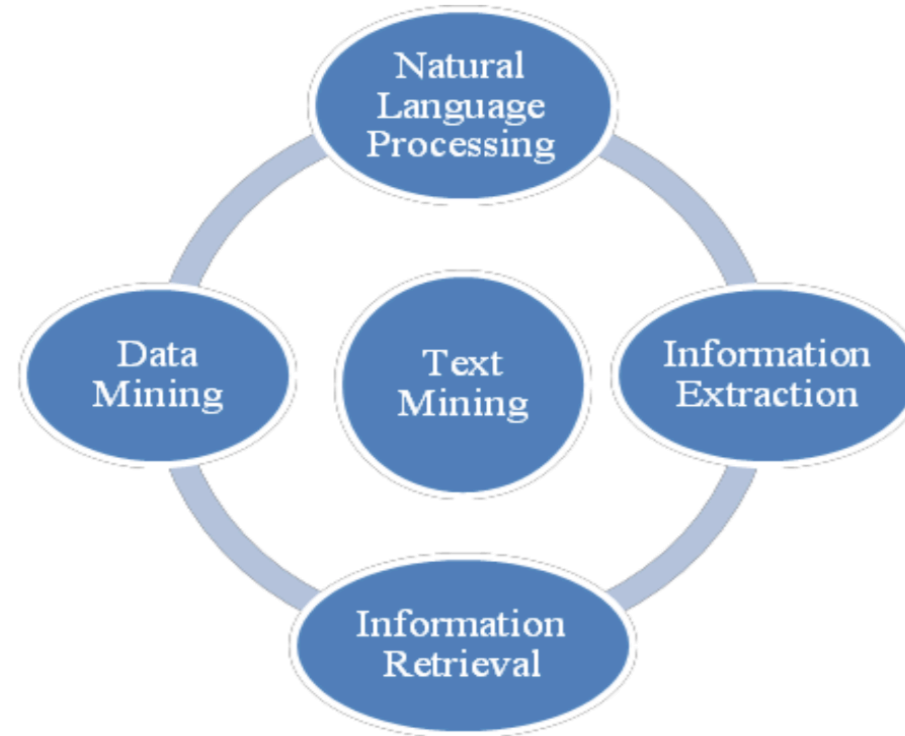 Natural
Language
Processing
Data
Mining
Text
Mining
Information
Extraction
Information
Retrieval